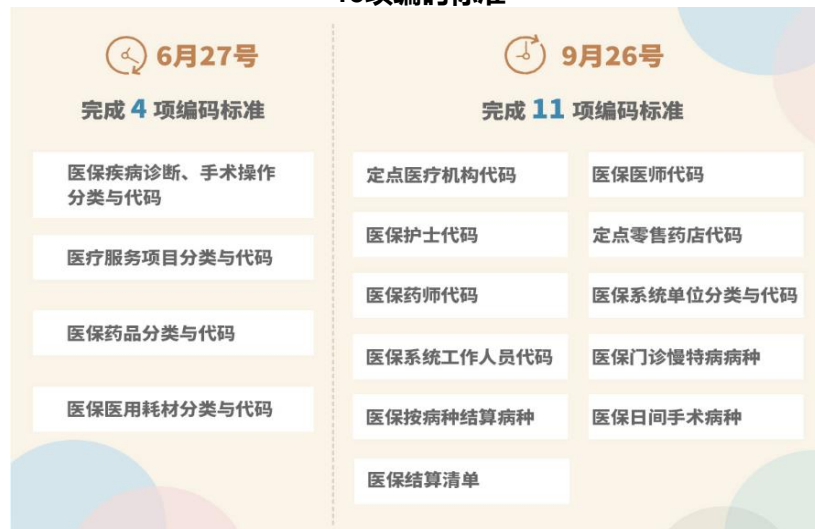 6月27号
完成 4 项编码标准
医保疾病诊断、手术操作
分类与代码
医疗服务项目分类与代码
医保药品分类与代码
医保医用耗材分类与代码
9月26号
完成 11 项编码标准
定点医疗机构代码
医保医师代码
医保护士代码
定点零售药店代码
医保药师代码
医保系统单位分类与代码
医保系统工作人员代码
医保门诊慢特病病种
医保按病种结算病种
医保日间手术病种
医保结算清单